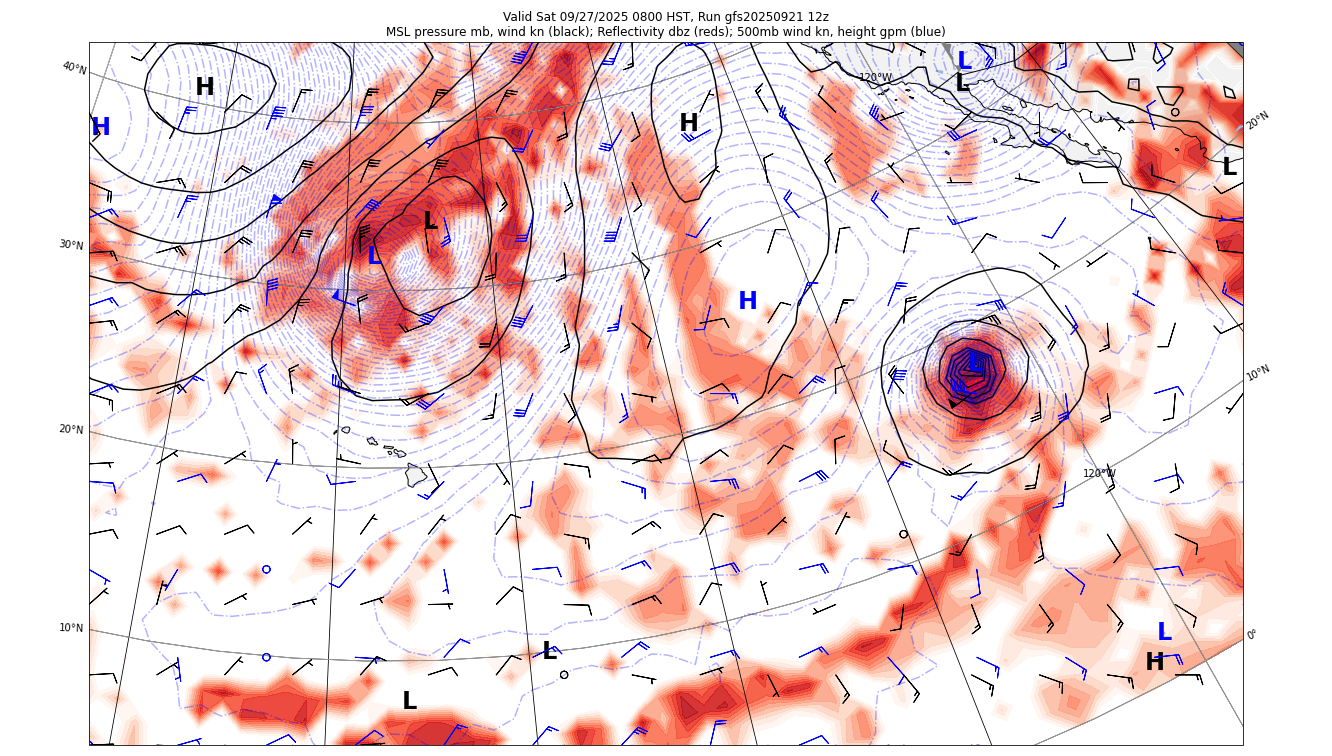 Valid Sat 09/27/2025 0800 HST, Run gfs20250921 12z
MSL pressure mb, wind kn (black); Reflectivity dbz (reds); 500mb wind kn, height gpm (blue)
40°N
H
H
H
L
L
120°W
20°N
L
30°N
L
L
H
10°N
L
20°N
120°W
10°N
L
L
L
H
0°